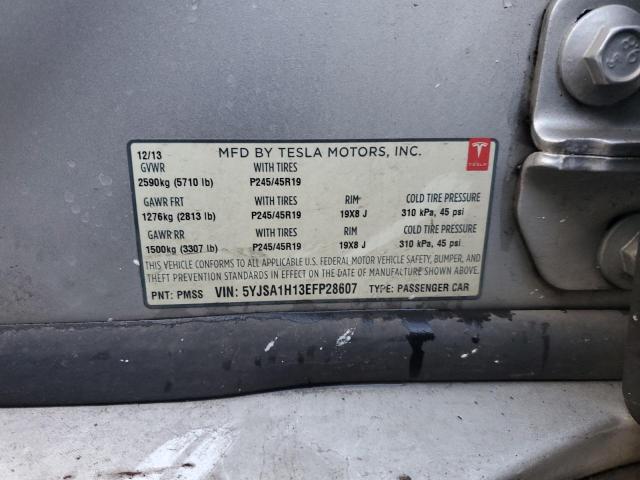 12/13 MFD BY TESLA MOTORS, INC.
GVWR WITH TIRES
2590kg (5710 lb) P245/45R19
GAWR FRT WITH TIRES RIM COLD TIRE PRESSURE
1276kg (2813 lb) P245/45R19 19X8 J 310 kPa, 45 psi
GAWR RR WITH TIRES RIM COLD TIRE PRESSURE
1500kg (3307 lb) P245/45R19 19X8 J 310 kPa, 45 psi
THIS VEHICLE CONFORMS TO ALL APPLICABLE U.S. FEDERAL MOTOR VEHICLE SAFETY, BUMPER, AND
THEFT PREVENTION STANDARDS IN EFFECT ON THE DATE OF MANUFACTURE SHOWN ABOVE.
PNT: PMSS VIN: 5YJSA1H13EFP28607 TYPE: PASSENGER CAR
TESLA